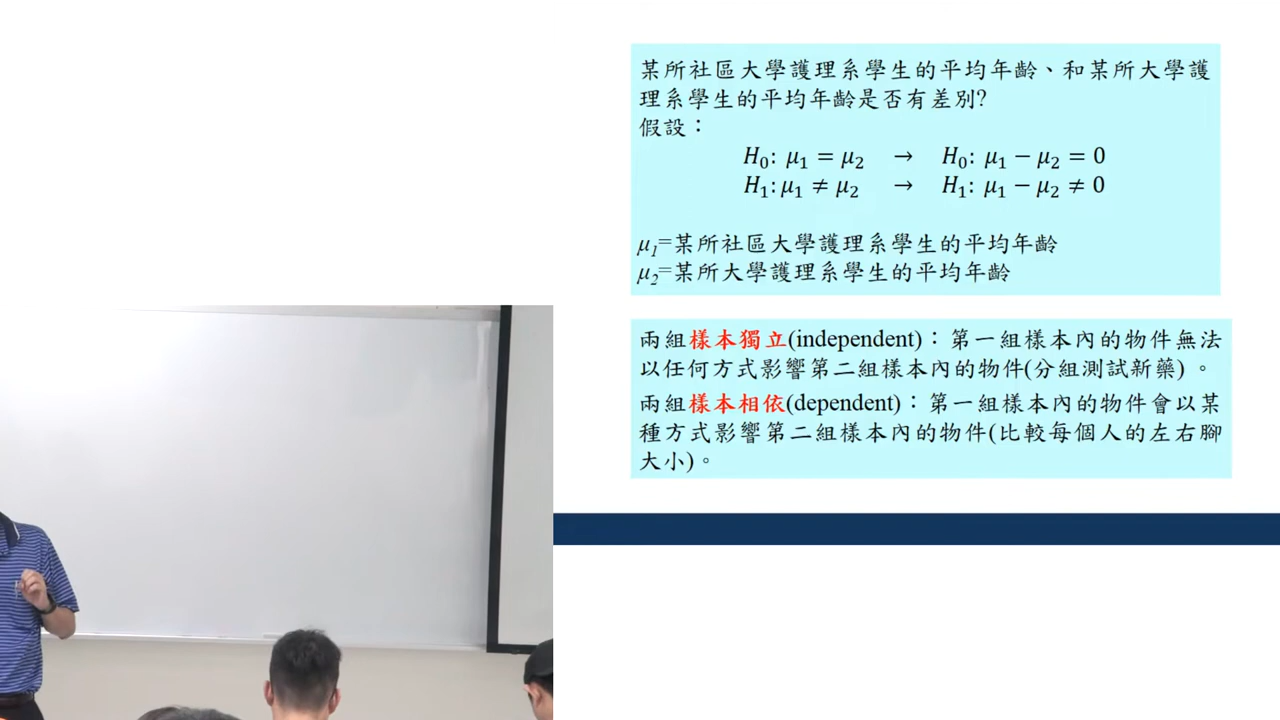 某所社區大學護理系學生的平均年齡、和某所大學護
理系學生的平均年齡是否有差別?
假設：
H₀: μ₁ = μ₂ → H₀: μ₁ − μ₂ = 0
H₁: μ₁ ≠ μ₂ → H₁: μ₁ − μ₂ ≠ 0
μ₁=某所社區大學護理系學生的平均年齡
μ₂=某所大學護理系學生的平均年齡
兩組樣本獨立(independent)：第一組樣本內的物件無法
以任何方式影響第二組樣本內的物件(分組測試新藥)。
兩組樣本相依(dependent)：第一組樣本內的物件會以某
種方式影響第二組樣本內的物件(比較每個人的左右腳
大小)。